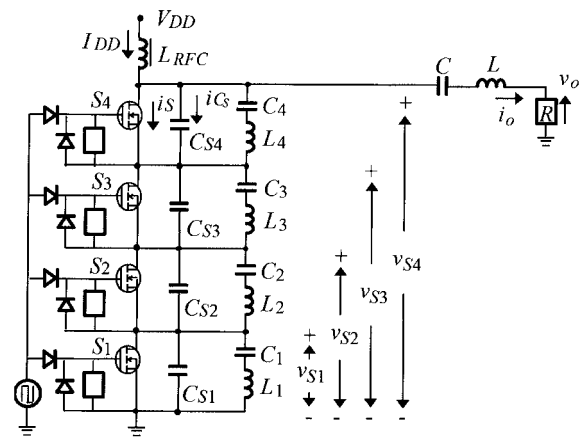 V_DD
I_DD
L_RFC
C
L
v_o
i_o
R
S_4
i_S
i_Cs
C_S4
C_4
L_4
+
S_3
C_S3
C_3
L_3
+
S_2
C_S2
C_2
L_2
+
v_S4
v_S3
v_S2
S_1
C_S1
C_1
L_1
+
v_S1
- - - -